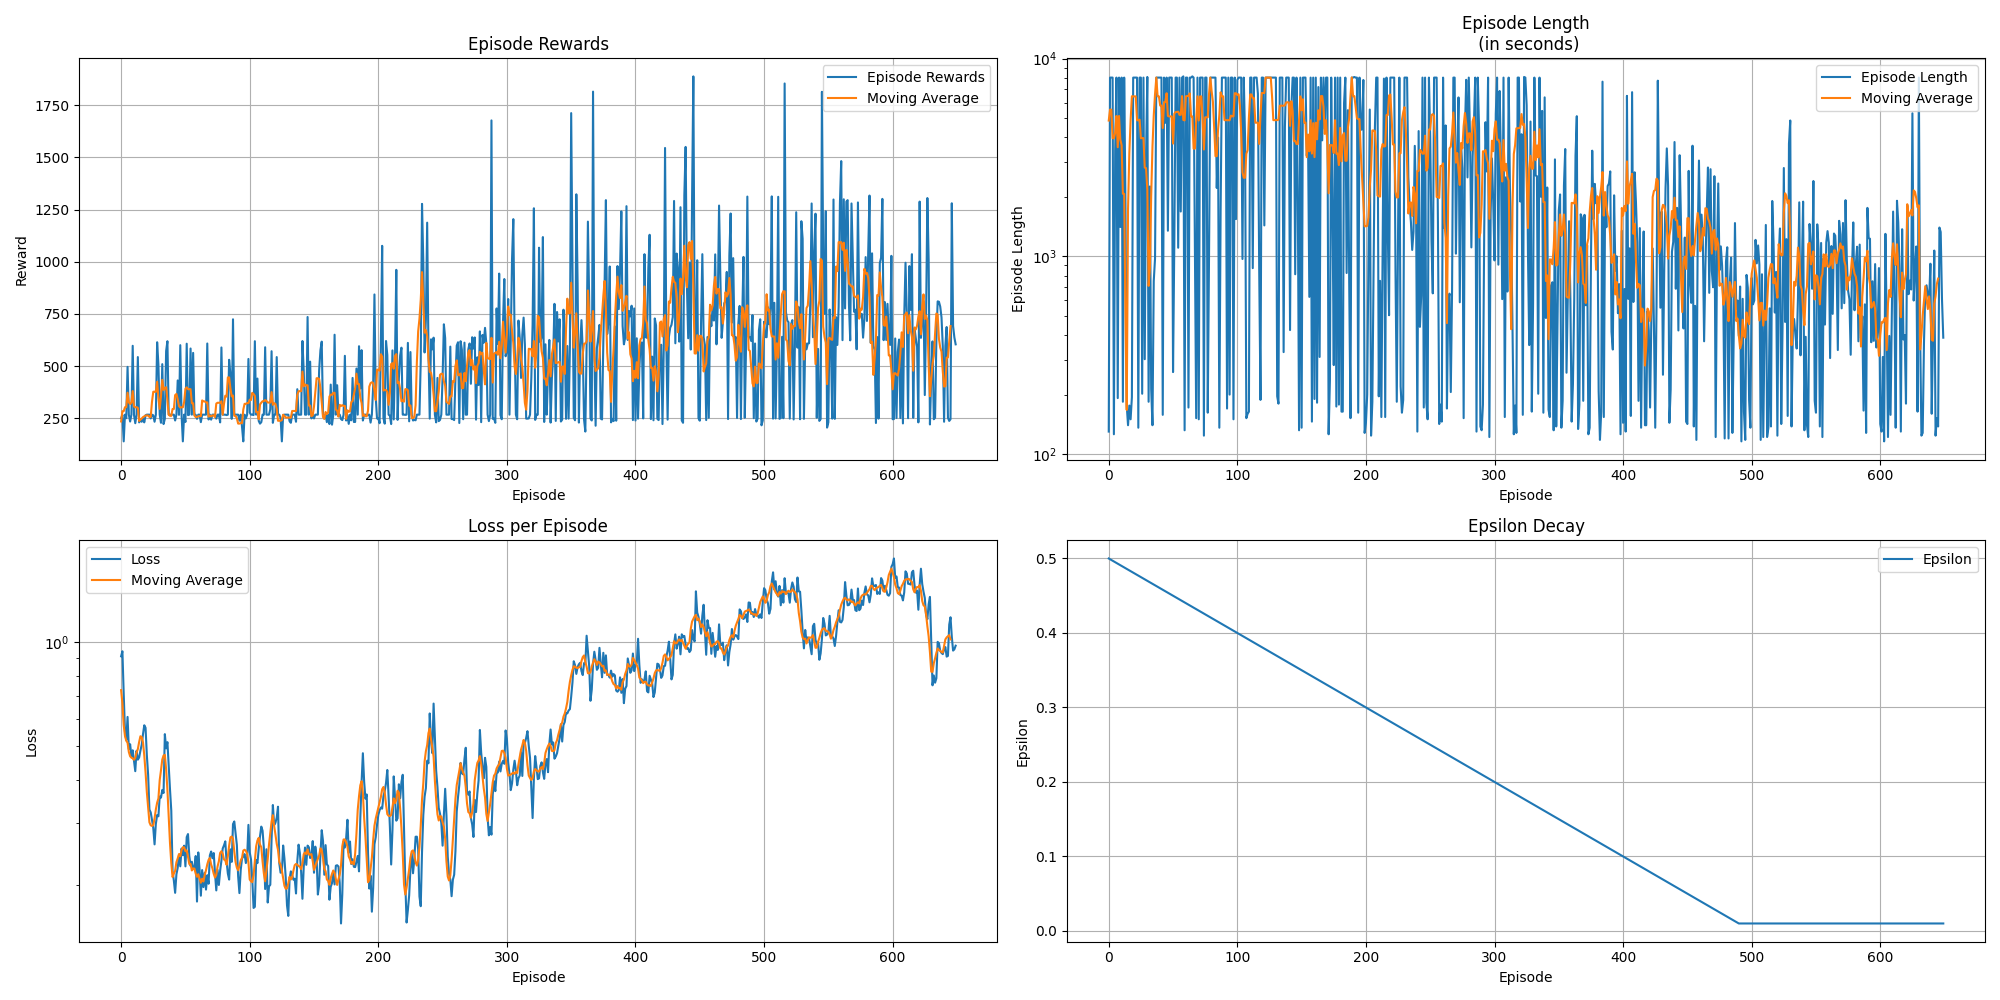 Episode Rewards
Reward
1750
1500
1250
1000
750
500
250
Episode Rewards
Moving Average
0 100 200 300 400 500 600
Episode
Episode Length
(in seconds)
Episode Length
10^4
10^3
10^2
Episode Length
Moving Average
0 100 200 300 400 500 600
Episode
Loss per Episode
Loss
10^0
Loss
Moving Average
0 100 200 300 400 500 600
Episode
Epsilon Decay
Epsilon
0.5
0.4
0.3
0.2
0.1
0.0
Epsilon
0 100 200 300 400 500 600
Episode